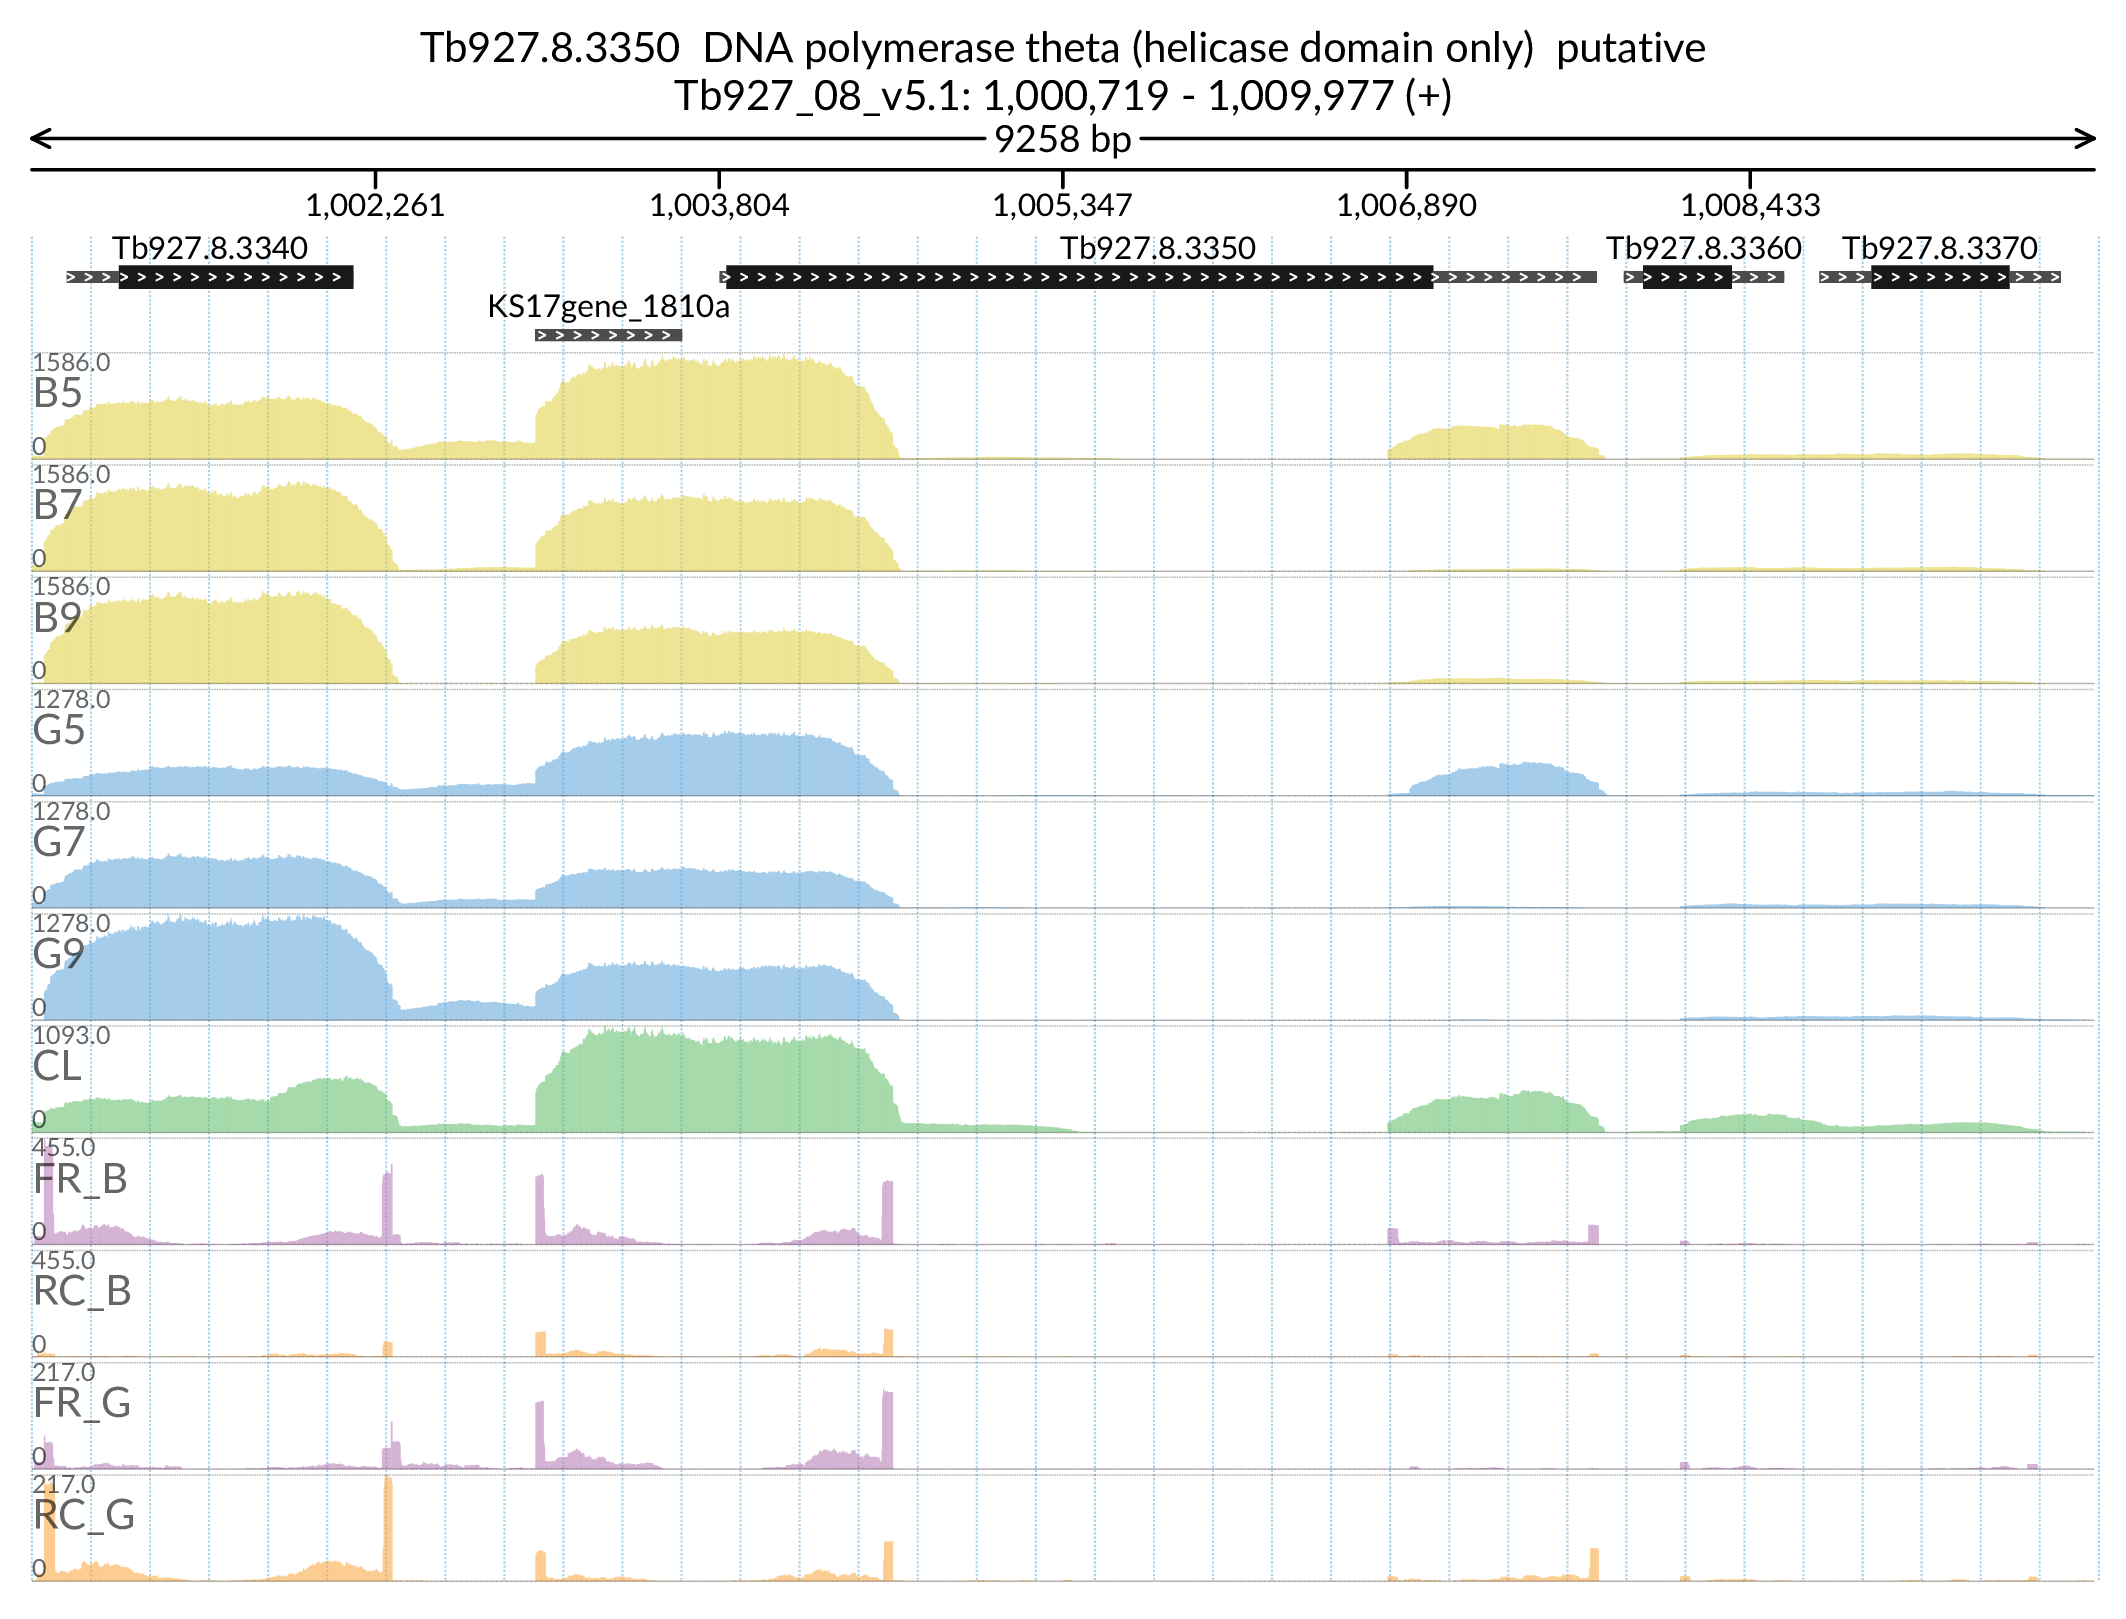 Tb927.8.3350  DNA polymerase theta (helicase domain only)  putative
Tb927_08_v5.1: 1,000,719 - 1,009,977 (+)
9258 bp
1,002,261 1,003,804 1,005,347 1,006,890 1,008,433
Tb927.8.3340 Tb927.8.3350 Tb927.8.3360 Tb927.8.3370
KS17gene_1810a
1586.0
B5
0
1586.0
B7
0
1586.0
B9
0
1278.0
G5
0
1278.0
G7
0
1278.0
G9
0
1093.0
CL
0
455.0
FR_B
0
455.0
RC_B
0
217.0
FR_G
0
217.0
RC_G
0